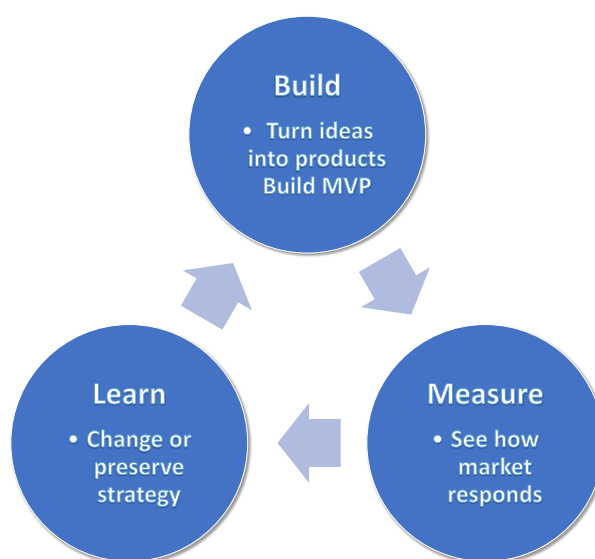 Build
• Turn ideas
into products
Build MVP
Measure
• See how
market
responds
Learn
• Change or
preserve
strategy